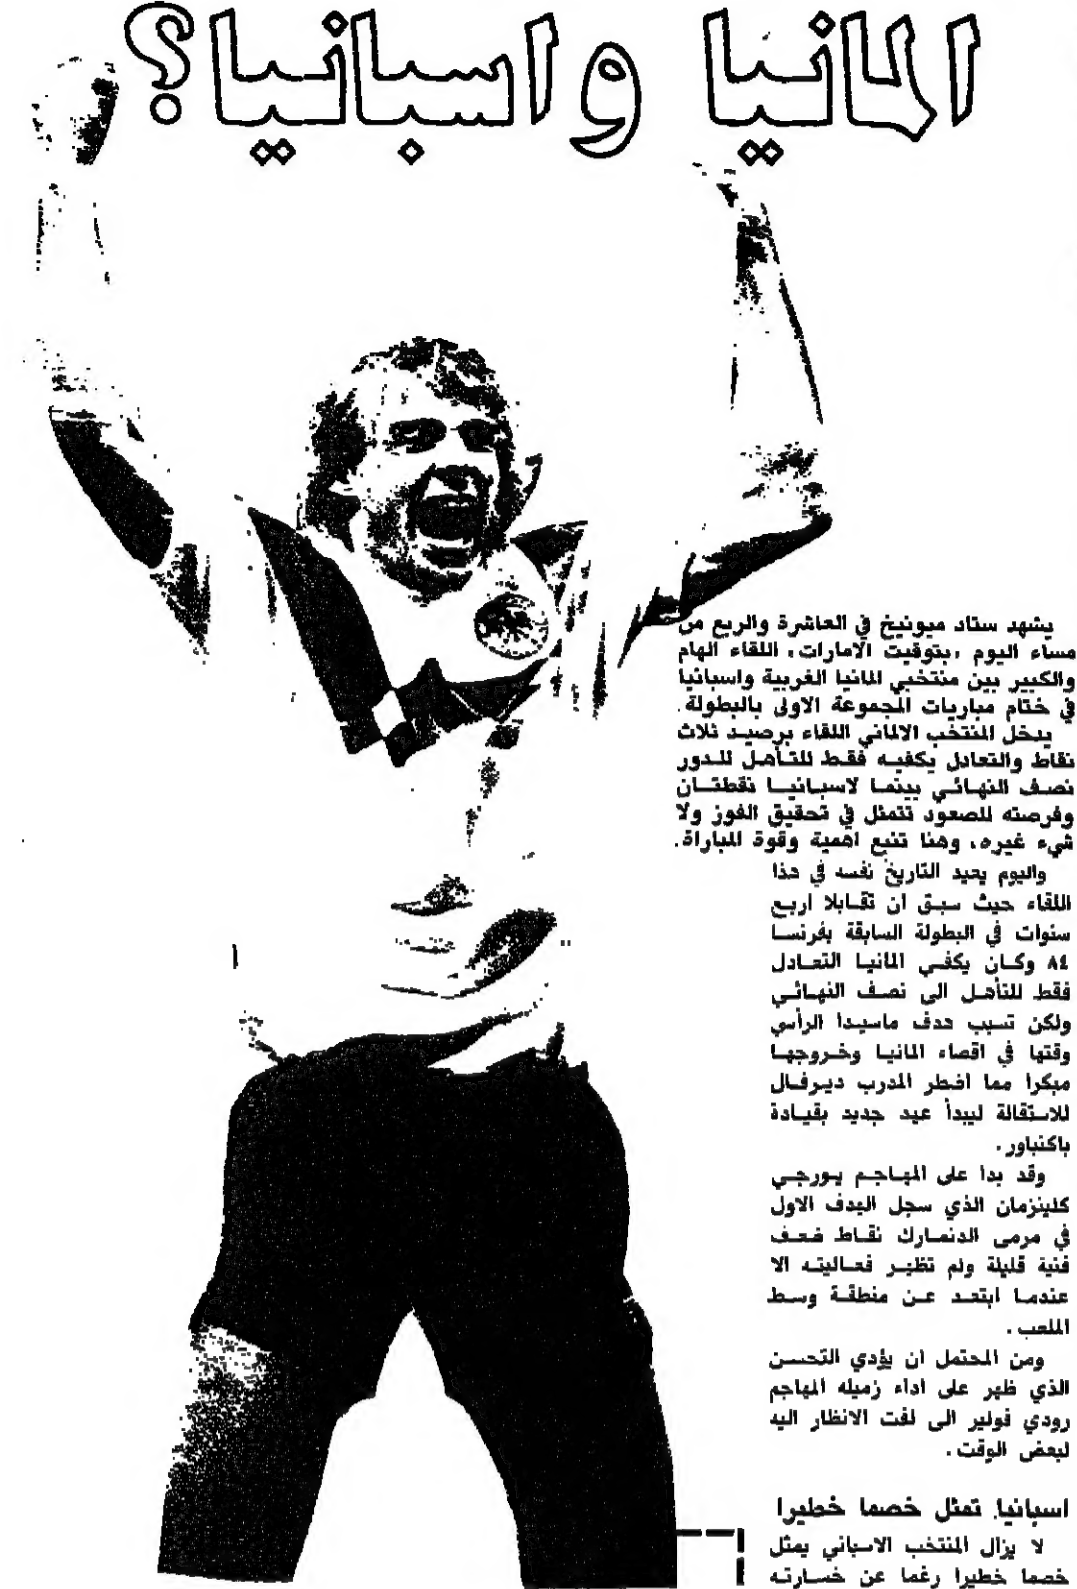 المانيا واسبانيا؟
يشهد ستاد ميونيخ في العاشرة والربع من
مساء اليوم «بتوقيت الامارات» اللقاء الهام
والكبير بين منتخبي المانيا الغربية واسبانيا
في ختام مباريات المجموعة الاولى بالبطولة.
يدخل المنتخب الالماني اللقاء برصيد ثلاث
نقاط والتعادل يكفيه فقط للتأهل للدور
نصف النهائي بينما لاسبانيا نقطتان
وفرصته للصعود تتمثل في تحقيق الفوز ولا
شيء غيره، وهنا تنبع اهمية وقوة المباراة.
واليوم يعيد التاريخ نفسه في هذا
اللقاء حيث سبق ان تقابلا اربع
سنوات في البطولة السابقة بفرنسا
٨٤ وكان يكفي المانيا التعادل
فقط للتأهل الى نصف النهائي
ولكن تسبب هدف ماسيدا الرأسي
وقتها في اقصاء المانيا وخروجها
مبكرا مما اضطر المدرب ديرفال
للاستقالة ليبدأ عهد جديد بقيادة
باكنباور.
وقد بدا على المهاجم يورجي
كلينزمان الذي سجل الهدف الاول
في مرمى الدنمارك نقاط ضعف
فنية قليلة ولم تظهر فعاليته الا
عندما ابتعد عن منطقة وسط
الملعب.
ومن المحتمل ان يؤدي التحسن
الذي ظهر على اداء زميله المهاجم
رودي فولير الى لفت الانظار اليه
لبعض الوقت.
اسبانيا. تمثل خصما خطيرا
لا يزال المنتخب الاسباني يمثل
خصما خطيرا رغما عن خسارته